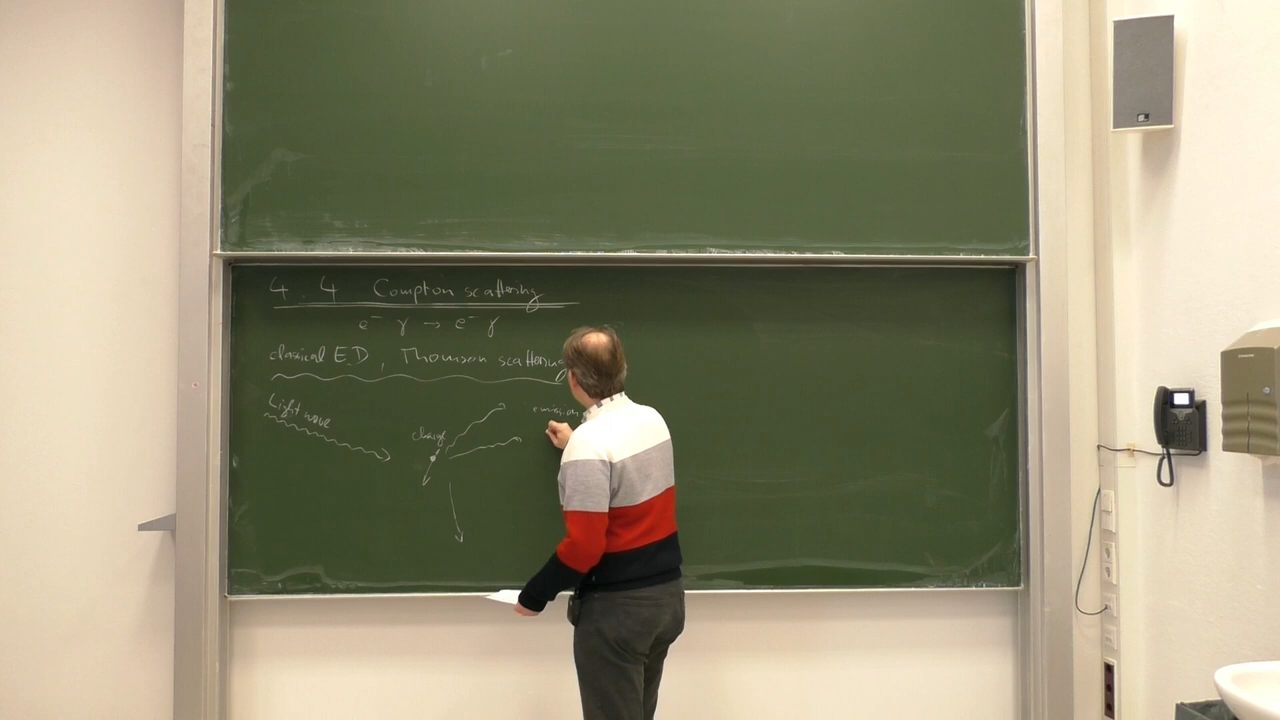 4.4 Compton scattering
e⁻ γ → e⁻ γ
classical ED, Thomson scattering
Light wave
charge
emission